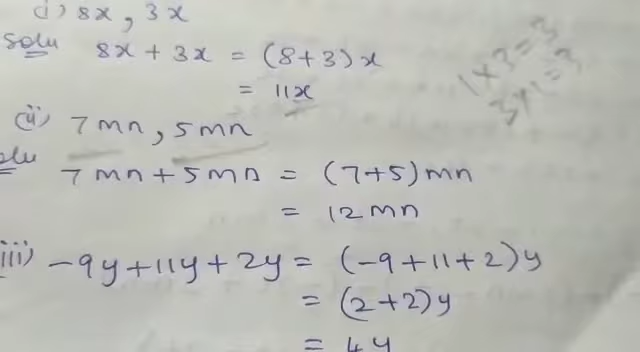 (i) 8x, 3x
Solu 8x + 3x = (8+3)x
= 11x
1×3=3
3×1=3
(ii) 7mn, 5mn
Solu 7mn + 5mn = (7+5)mn
= 12mn
iii) -9y+11y+2y = (-9+11+2)y
= (2+2)y
= 4y